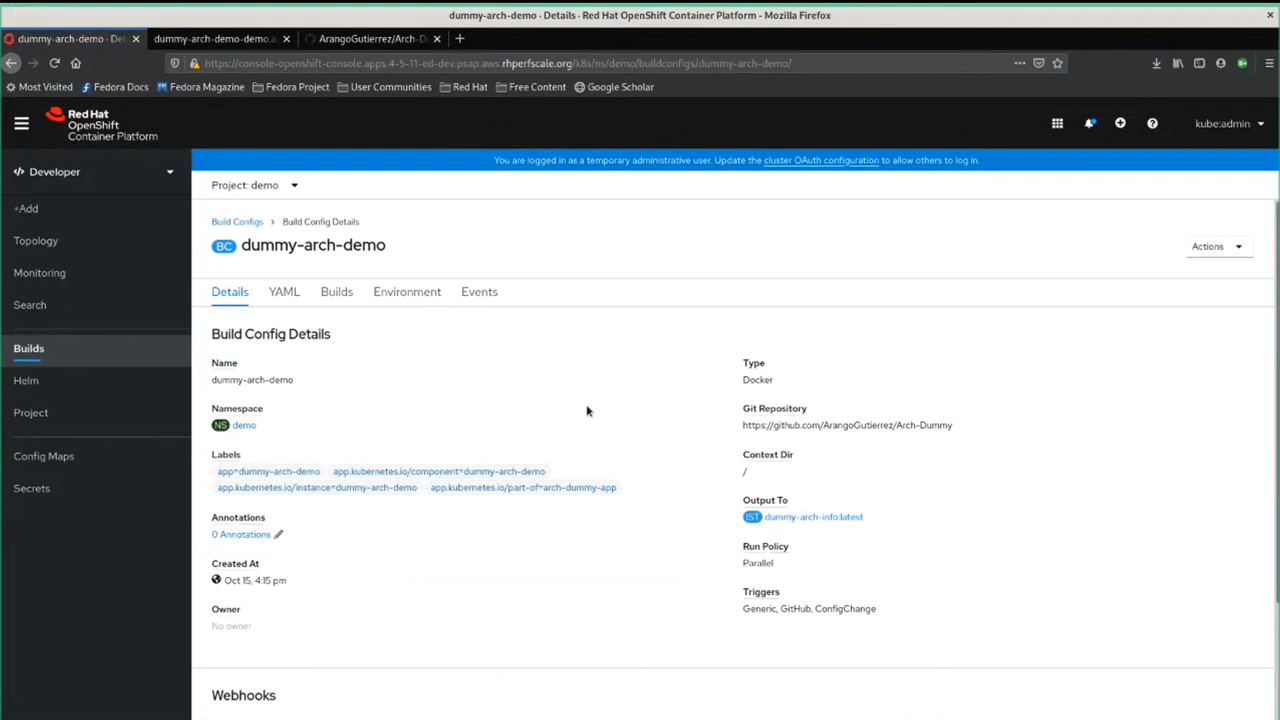 dummy-arch-demo · Details · Red Hat OpenShift Container Platform - Mozilla Firefox
dummy-arch-demo · Det
dummy-arch-demo-demo.a
ArangoGutierrez/Arch-D
https://console-openshift-console.apps.4-5-11-ed-dev.psap.aws.rhperfscale.org/k8s/ns/demo/buildconfigs/dummy-arch-demo/
Most Visited
Fedora Docs
Fedora Magazine
Fedora Project
User Communities
Red Hat
Free Content
Google Scholar
Red Hat
OpenShift
Container Platform
kube:admin
You are logged in as a temporary administrative user. Update the cluster OAuth configuration to allow others to log in.
Developer
+Add
Topology
Monitoring
Search
Builds
Helm
Project
Config Maps
Secrets
Project: demo
Build Configs > Build Config Details
BC dummy-arch-demo
Actions
Details
YAML
Builds
Environment
Events
Build Config Details
Name
dummy-arch-demo
Namespace
NS demo
Labels
app=dummy-arch-demo app.kubernetes.io/component=dummy-arch-demo
app.kubernetes.io/instance=dummy-arch-demo app.kubernetes.io/part-of=arch-dummy-app
Annotations
0 Annotations
Created At
Oct 15, 4:15 pm
Owner
No owner
Type
Docker
Git Repository
https://github.com/ArangoGutierrez/Arch-Dummy
Context Dir
/
Output To
IST dummy-arch-info:latest
Run Policy
Parallel
Triggers
Generic, GitHub, ConfigChange
Webhooks